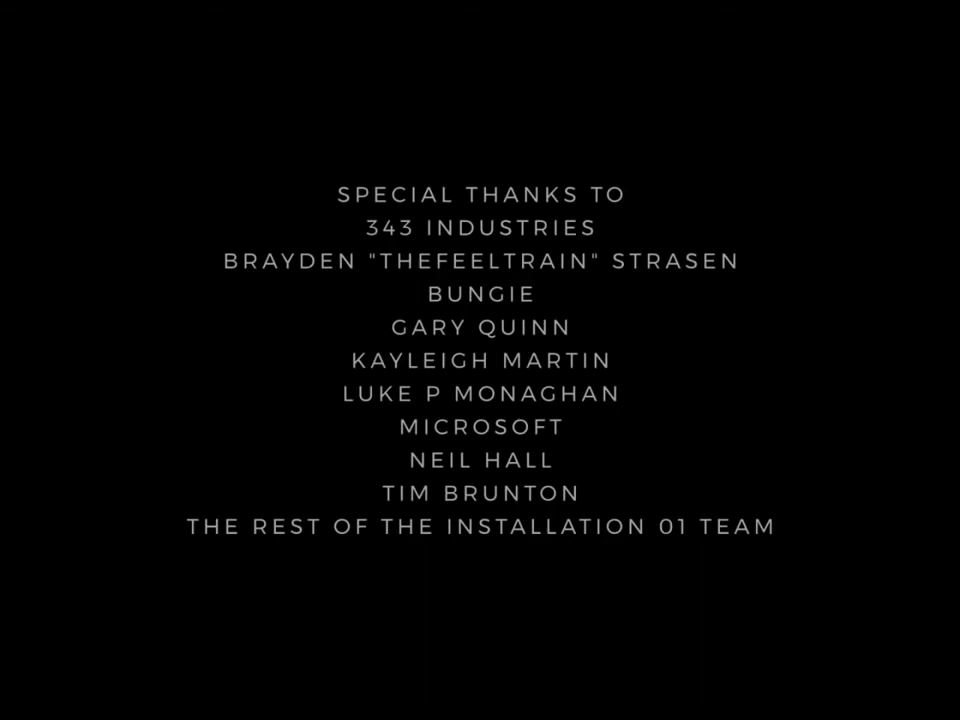 SPECIAL THANKS TO
343 INDUSTRIES
BRAYDEN "THEFEELTRAIN" STRASEN
BUNGIE
GARY QUINN
KAYLEIGH MARTIN
LUKE P MONAGHAN
MICROSOFT
NEIL HALL
TIM BRUNTON
THE REST OF THE INSTALLATION 01 TEAM